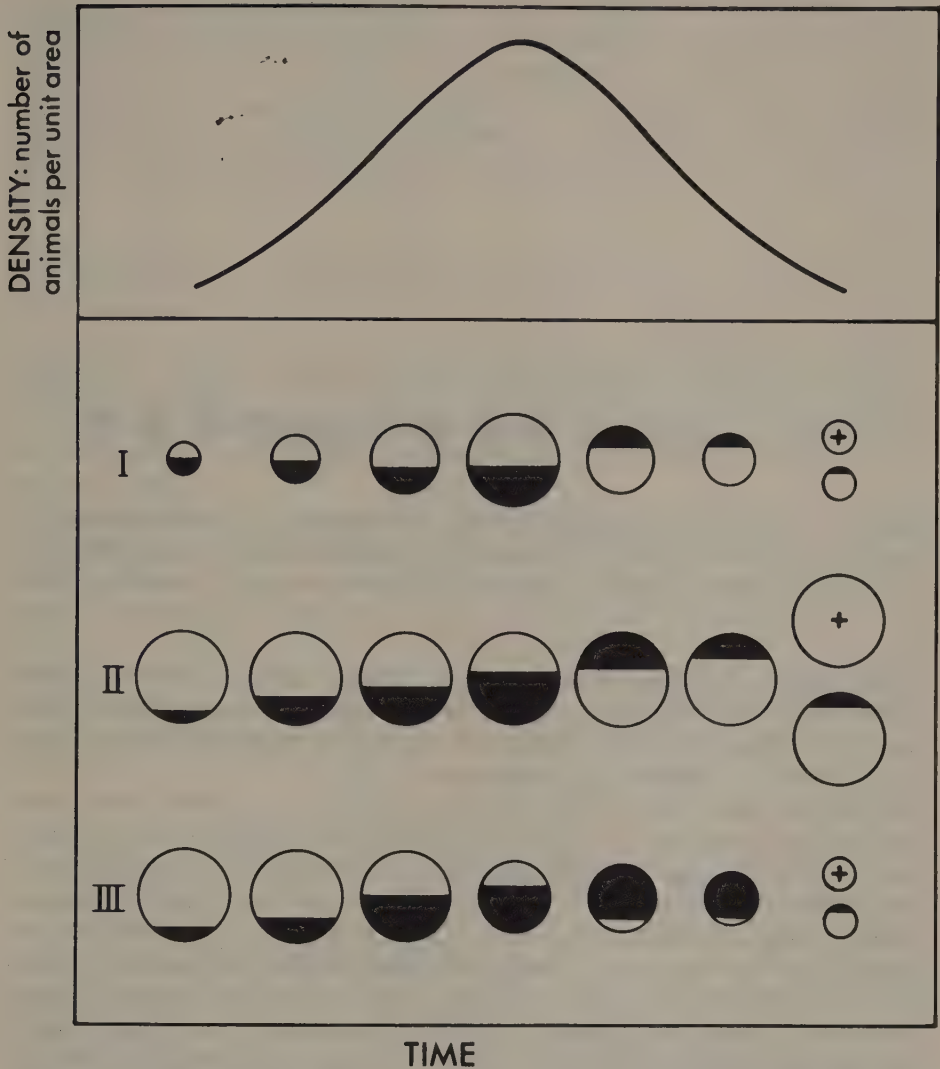 DENSITY: number of
animals per unit area
I
+
II
+
III
+
TIME